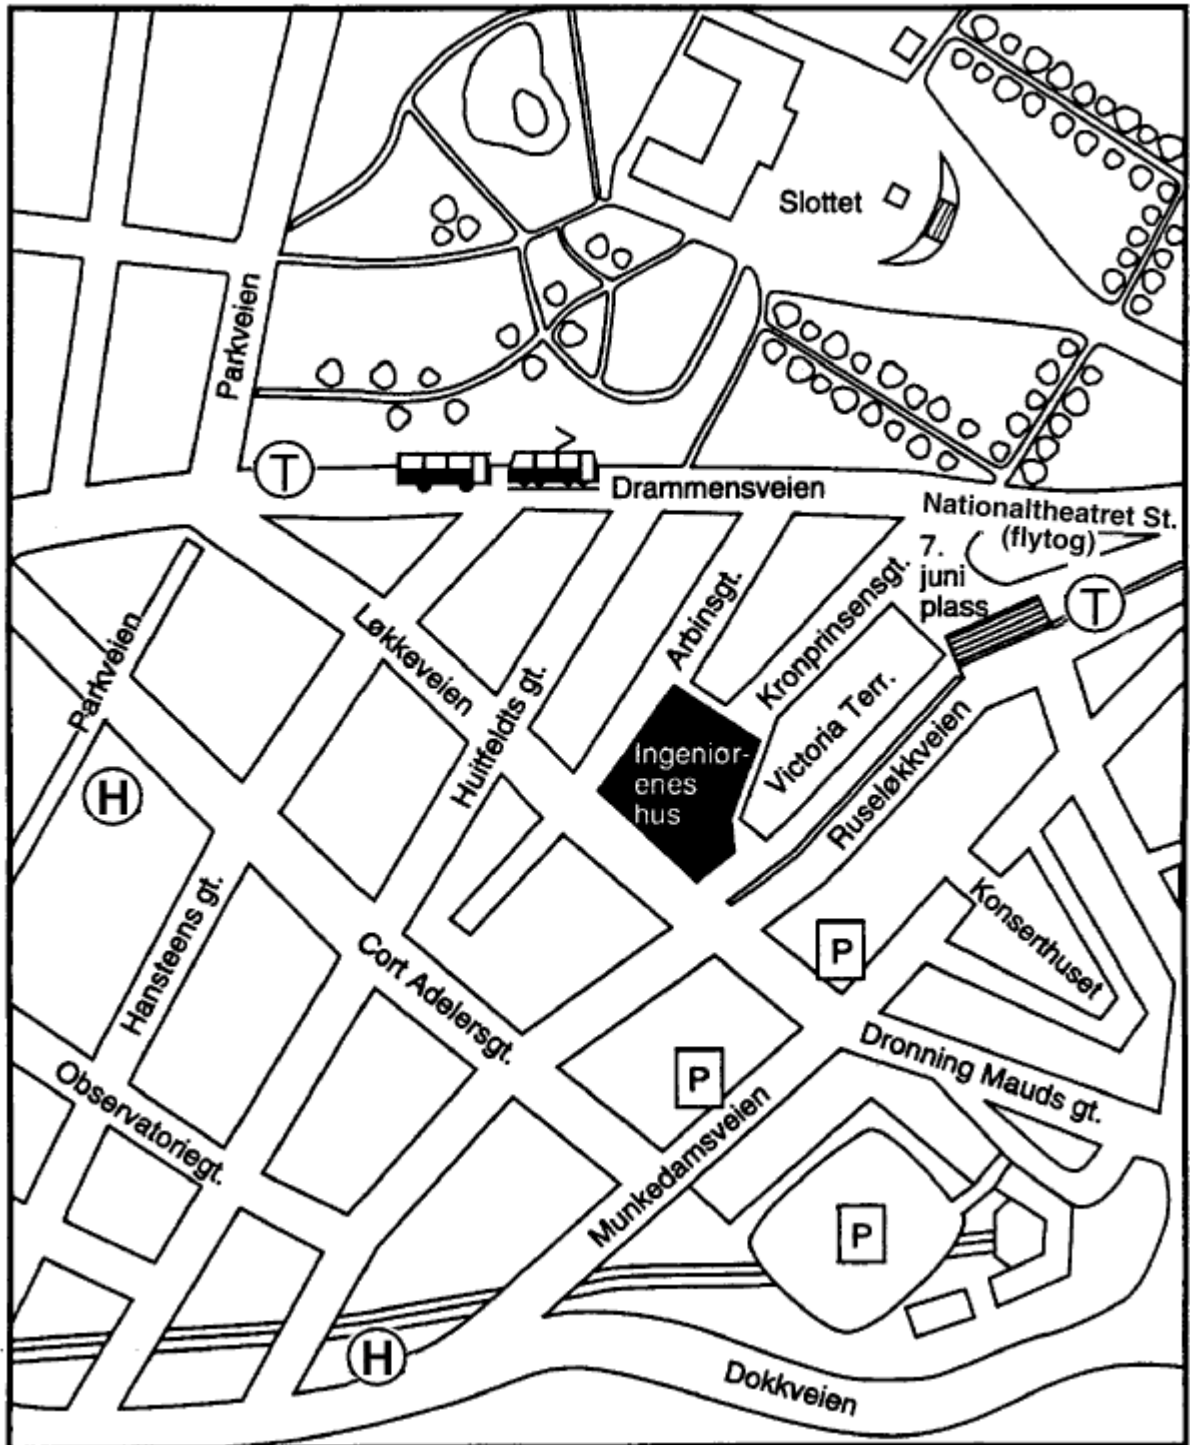 Slottet
Parkveien
T
Drammensveien
Nationaltheatret St.
(flytog)
7.
juni
plass
T
Løkkeveien
Arbinsgt.
Kronprinsensgt.
Parkveien
Huitfeldts gt.
Victoria Terr.
Ingeniør-
enes
hus
Ruseløkkveien
H
Hansteens gt.
Cort Adelersgt.
P
Konserthuset
Observatoriegt.
P
Dronning Mauds gt.
Munkedamsveien
P
H
Dokkveien